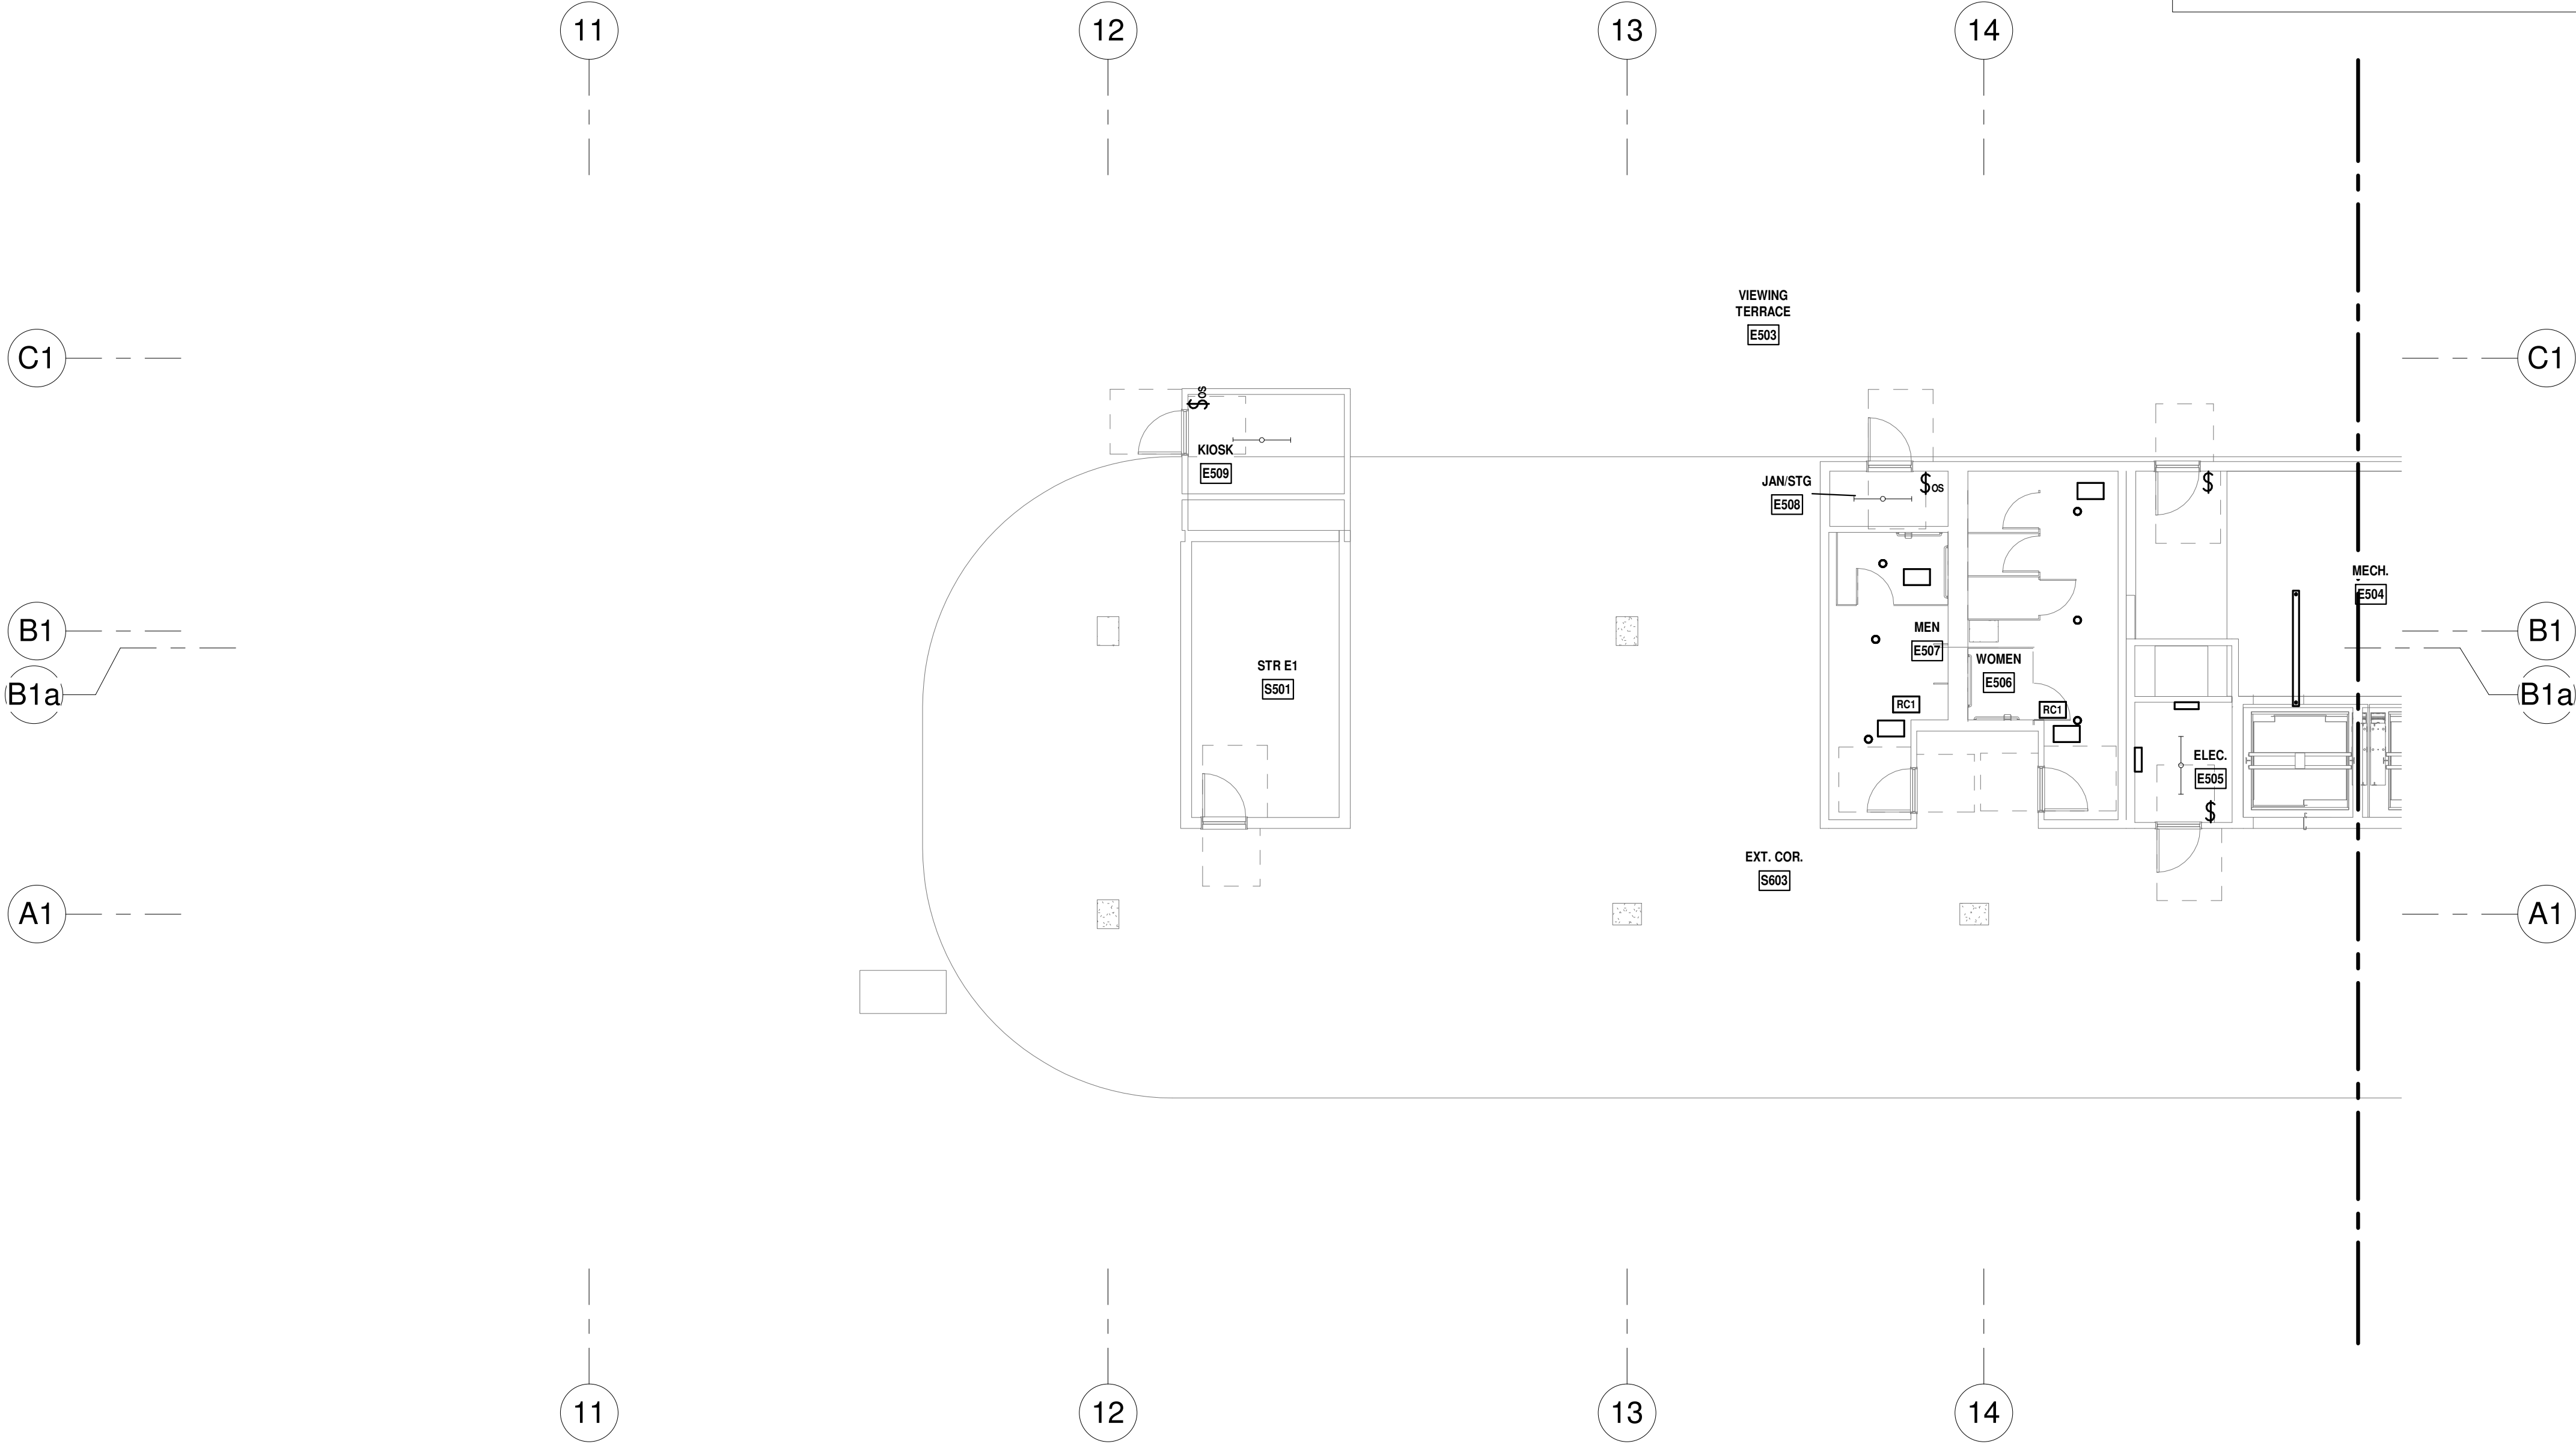 11
12
13
14
VIEWING
TERRACE
E503
C1
C1
$OS
KIOSK
E509
JAN/STG
E508
$OS
$
MECH.
E504
B1
B1
MEN
E507
WOMEN
E506
STR E1
S501
B1a
B1a
RC1
RC1
ELEC.
E505
$
EXT. COR.
S603
A1
A1
11
12
13
14